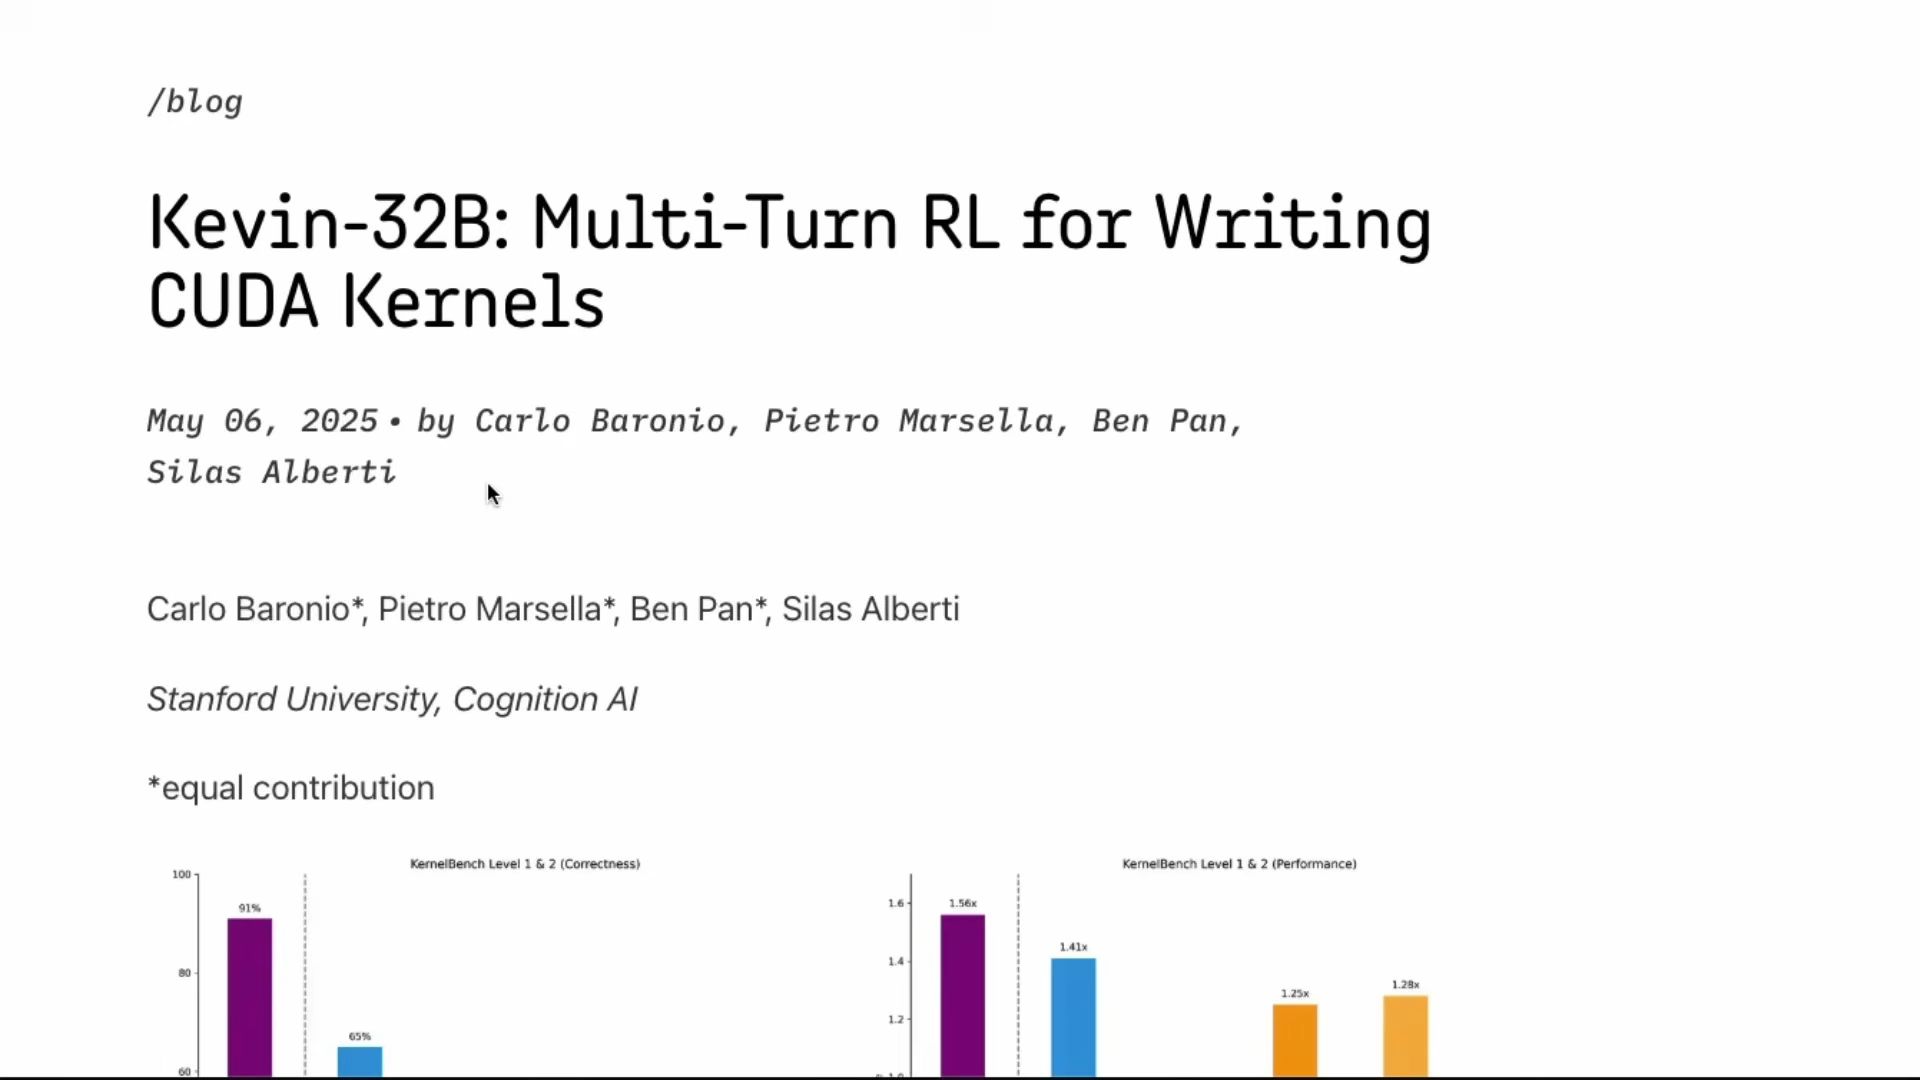 /blog
Kevin-32B: Multi-Turn RL for Writing
CUDA Kernels
May 06, 2025 • by Carlo Baronio, Pietro Marsella, Ben Pan,
Silas Alberti
Carlo Baronio*, Pietro Marsella*, Ben Pan*, Silas Alberti
Stanford University, Cognition AI
*equal contribution
KernelBench Level 1 & 2 (Correctness)
100
91%
80
65%
60
KernelBench Level 1 & 2 (Performance)
1.6
1.56x
1.41x
1.4
1.28x
1.25x
1.2